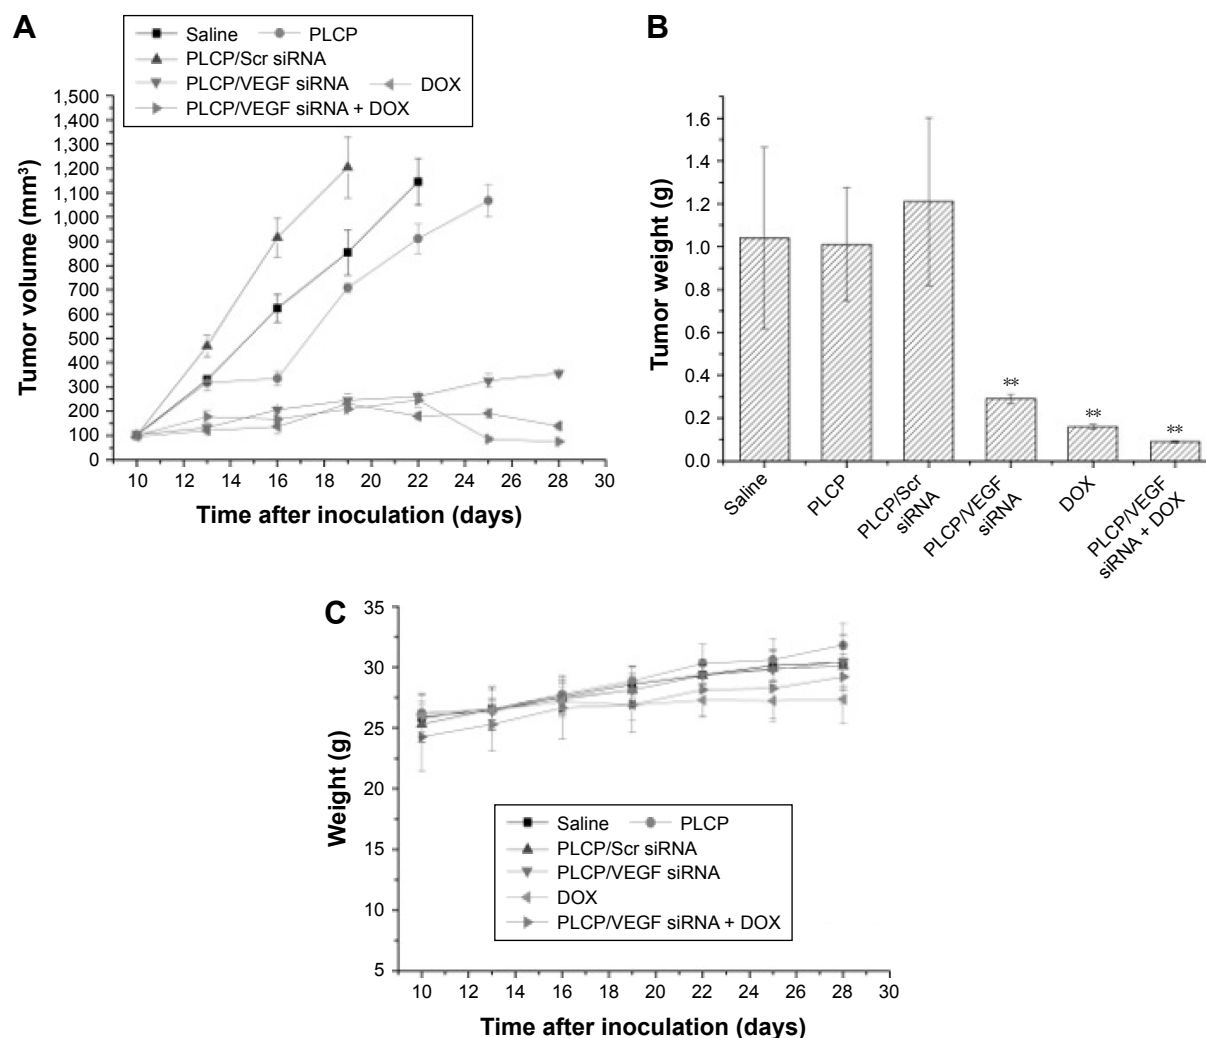 A
Saline
PLCP
PLCP/Scr siRNA
PLCP/VEGF siRNA
DOX
PLCP/VEGF siRNA + DOX
Tumor volume (mm³)
1,500
1,400
1,300
1,200
1,100
1,000
900
800
700
600
500
400
300
200
100
0
10 12 14 16 18 20 22 24 26 28 30
Time after inoculation (days)
B
Tumor weight (g)
1.6
1.4
1.2
1.0
0.8
0.6
0.4
0.2
0.0
**
**
**
Saline
PLCP
PLCP/Scr
siRNA
PLCP/VEGF
siRNA
DOX
PLCP/VEGF
siRNA + DOX
C
Weight (g)
35
30
25
20
15
10
5
Saline
PLCP
PLCP/Scr siRNA
PLCP/VEGF siRNA
DOX
PLCP/VEGF siRNA + DOX
10 12 14 16 18 20 22 24 26 28 30
Time after inoculation (days)